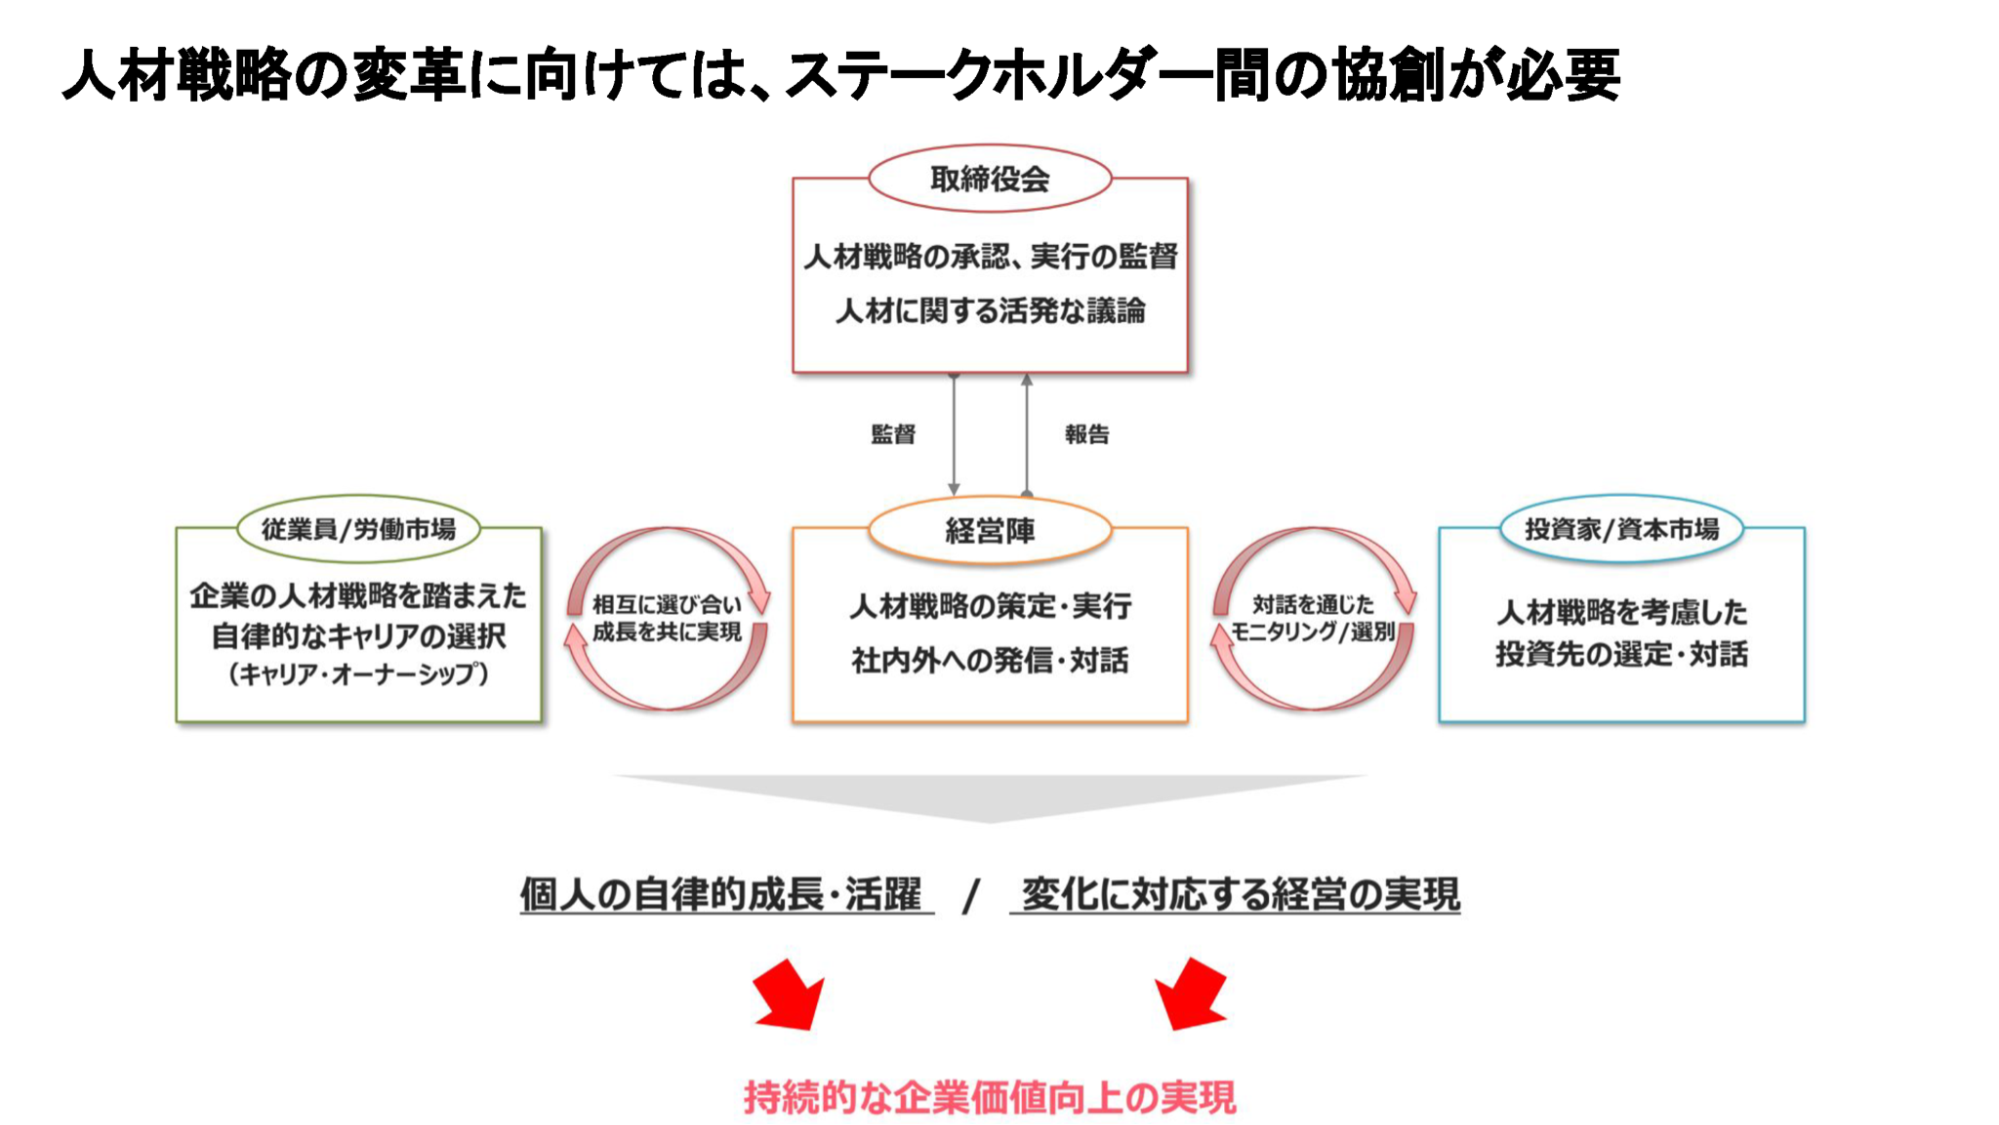 人材戦略の変革に向けては、ステークホルダー間の協創が必要
取締役会
人材戦略の承認、実行の監督
人材に関する活発な議論
監督
報告
従業員/労働市場
企業の人材戦略を踏まえた
自律的なキャリアの選択
（キャリア・オーナーシップ）
相互に選び合い
成長を共に実現
経営陣
人材戦略の策定・実行
社内外への発信・対話
対話を通じた
モニタリング/選別
投資家/資本市場
人材戦略を考慮した
投資先の選定・対話
個人の自律的成長・活躍 / 変化に対応する経営の実現
持続的な企業価値向上の実現